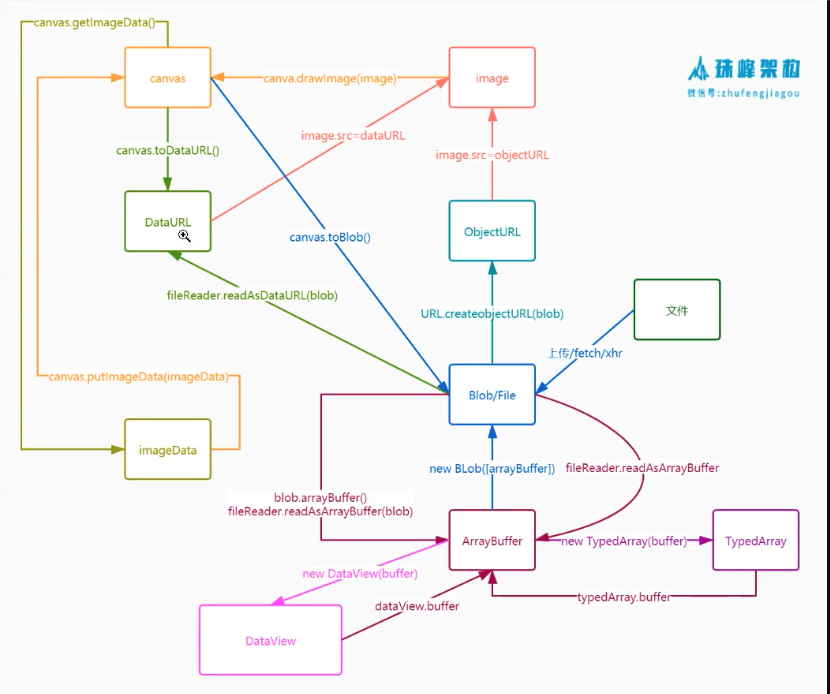 canvas.getImageData()
canvas
canva.drawImage(image)
image
珠峰架构
微信号:zhufengjiagou
image.src=dataURL
canvas.toDataURL()
image.src=objectURL
DataURL
ObjectURL
canvas.toBlob()
fileReader.readAsDataURL(blob)
URL.createobjectURL(blob)
文件
上传/fetch/xhr
canvas.putImageData(imageData)
Blob/File
imageData
new BLob([arrayBuffer])
fileReader.readAsArrayBuffer
blob.arrayBuffer()
fileReader.readAsArrayBuffer(blob)
ArrayBuffer
new TypedArray(buffer)
TypedArray
new DataView(buffer)
dataView.buffer
typedArray.buffer
DataView